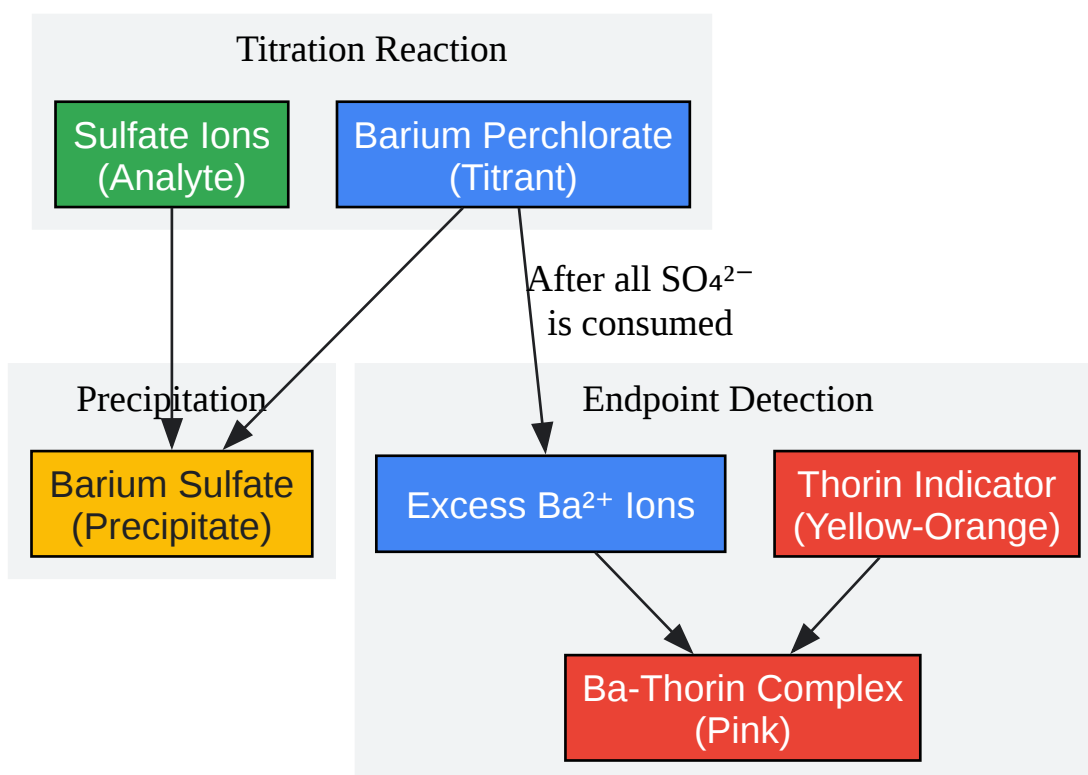 Titration Reaction
Sulfate Ions
(Analyte)
Barium Perchlorate
(Titrant)
After all SO₄²⁻
is consumed
Precipitation
Barium Sulfate
(Precipitate)
Endpoint Detection
Excess Ba²⁺ Ions
Thorin Indicator
(Yellow-Orange)
Ba-Thorin Complex
(Pink)